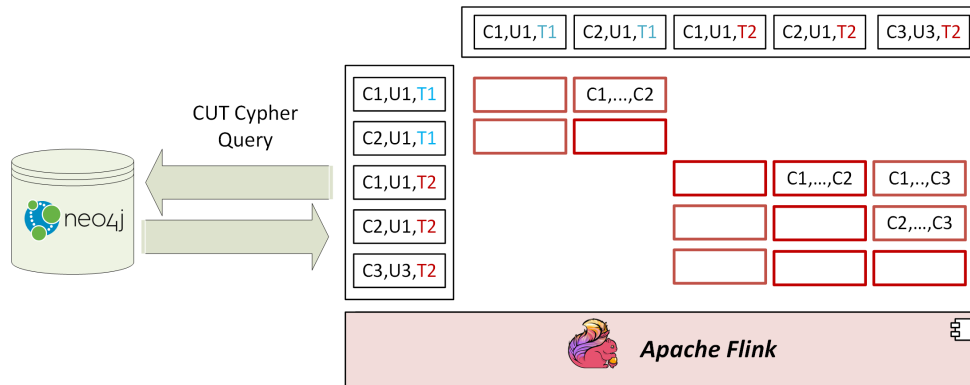 C1,U1,T1 C2,U1,T1 C1,U1,T2 C2,U1,T2 C3,U3,T2
CUT Cypher
Query
neo4j
C1,U1,T1
C2,U1,T1
C1,U1,T2
C2,U1,T2
C3,U3,T2
C1,...,C2
C1,...,C2 C1,..,C3
C2,...,C3
Apache Flink